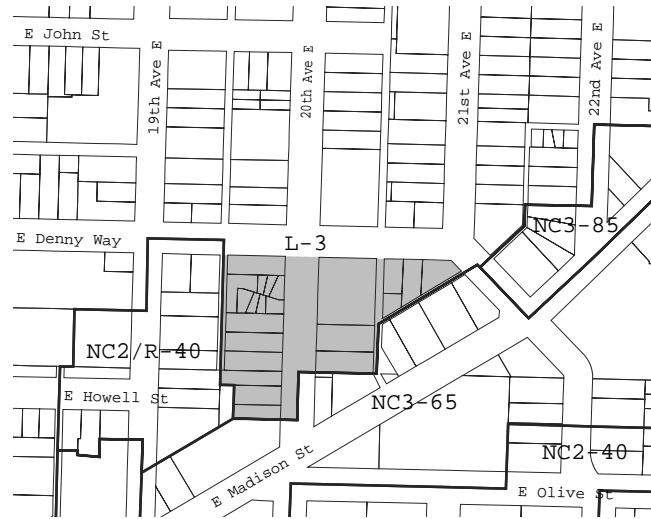 E John St
19th Ave E
20th Ave E
21st Ave E
22nd Ave E
NC3-85
E Denny Way
L-3
NC2/R-40
E Howell St
NC3-65
NC2-40
E Madison St
E Olive St